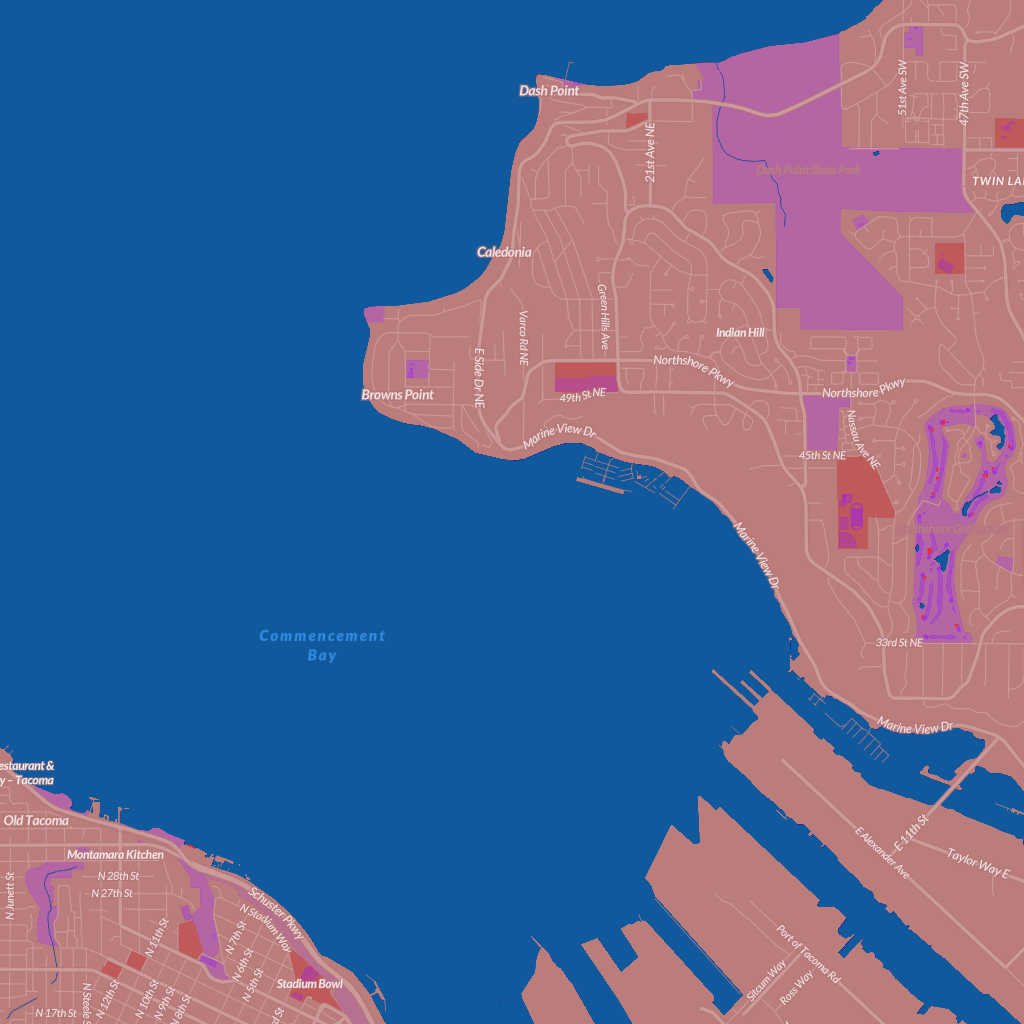 51st Ave SW
47th Ave SW
Dash Point
21st Ave NE
Dash Point State Park
TWIN LA
Caledonia
Green Hills Ave
Varco Rd NE
Indian Hill
E Side Dr NE
Northshore Pkwy
Northshore Pkwy
Browns Point
49th St NE
Nassau Ave NE
Marine View Dr
45th St NE
Marine View Dr
Commencement
Bay
33rd St NE
Marine View Dr
estaurant &
y – Tacoma
Old Tacoma
E 11th St
E Alexander Ave
Taylor Way E
Montamara Kitchen
N 28th St
N 27th St
N Junett St
Schuster Pkwy
N Stadium Way
N 11th St
N 7th St
N 6th St
N 5th St
Port of Tacoma Rd
Sitcum Way
Ross Way
Stadium Bowl
N 12th St
N 10th St
N 9th St
N 8th St
N 17th St
rd St